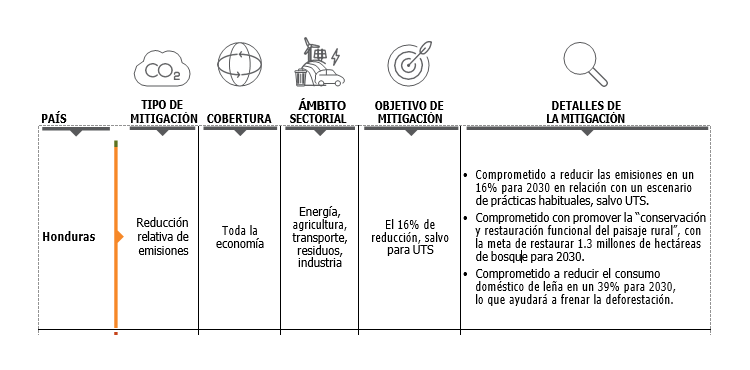 CO2
PAÍS
TIPO DE
MITIGACIÓN
COBERTURA
ÁMBITO
SECTORIAL
OBJETIVO DE
MITIGACIÓN
DETALLES DE
LA MITIGACIÓN
Honduras
Reducción
relativa de
emisiones
Toda la
economía
Energía,
agricultura,
transporte,
residuos,
industria
El 16% de
reducción, salvo
para UTS
• Comprometido a reducir las emisiones en un
16% para 2030 en relación con un escenario
de prácticas habituales, salvo UTS.
• Comprometido con promover la “conservación
y restauración funcional del paisaje rural”, con
la meta de restaurar 1.3 millones de hectáreas
de bosque para 2030.
• Comprometido a reducir el consumo
doméstico de leña en un 39% para 2030,
lo que ayudará a frenar la deforestación.